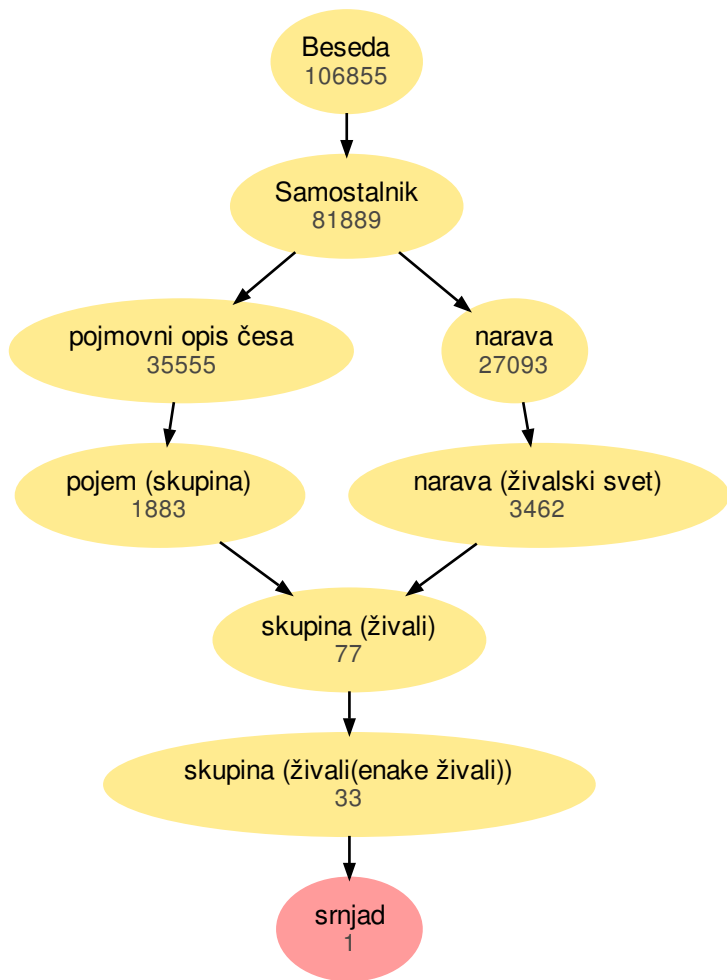 Beseda
106855
Samostalnik
81889
pojmovni opis česa
35555
narava
27093
pojem (skupina)
1883
narava (živalski svet)
3462
skupina (živali)
77
skupina (živali(enake živali))
33
srnjad
1